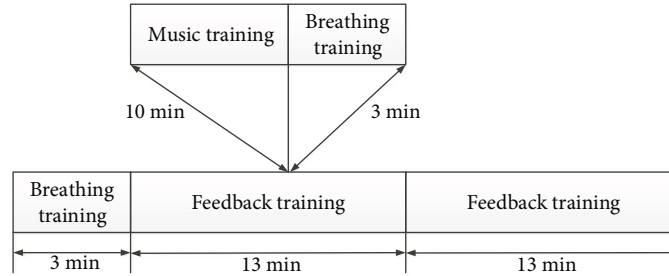 Music training
Breathing
training
10 min
3 min
Breathing
training
Feedback training
Feedback training
3 min
13 min
13 min